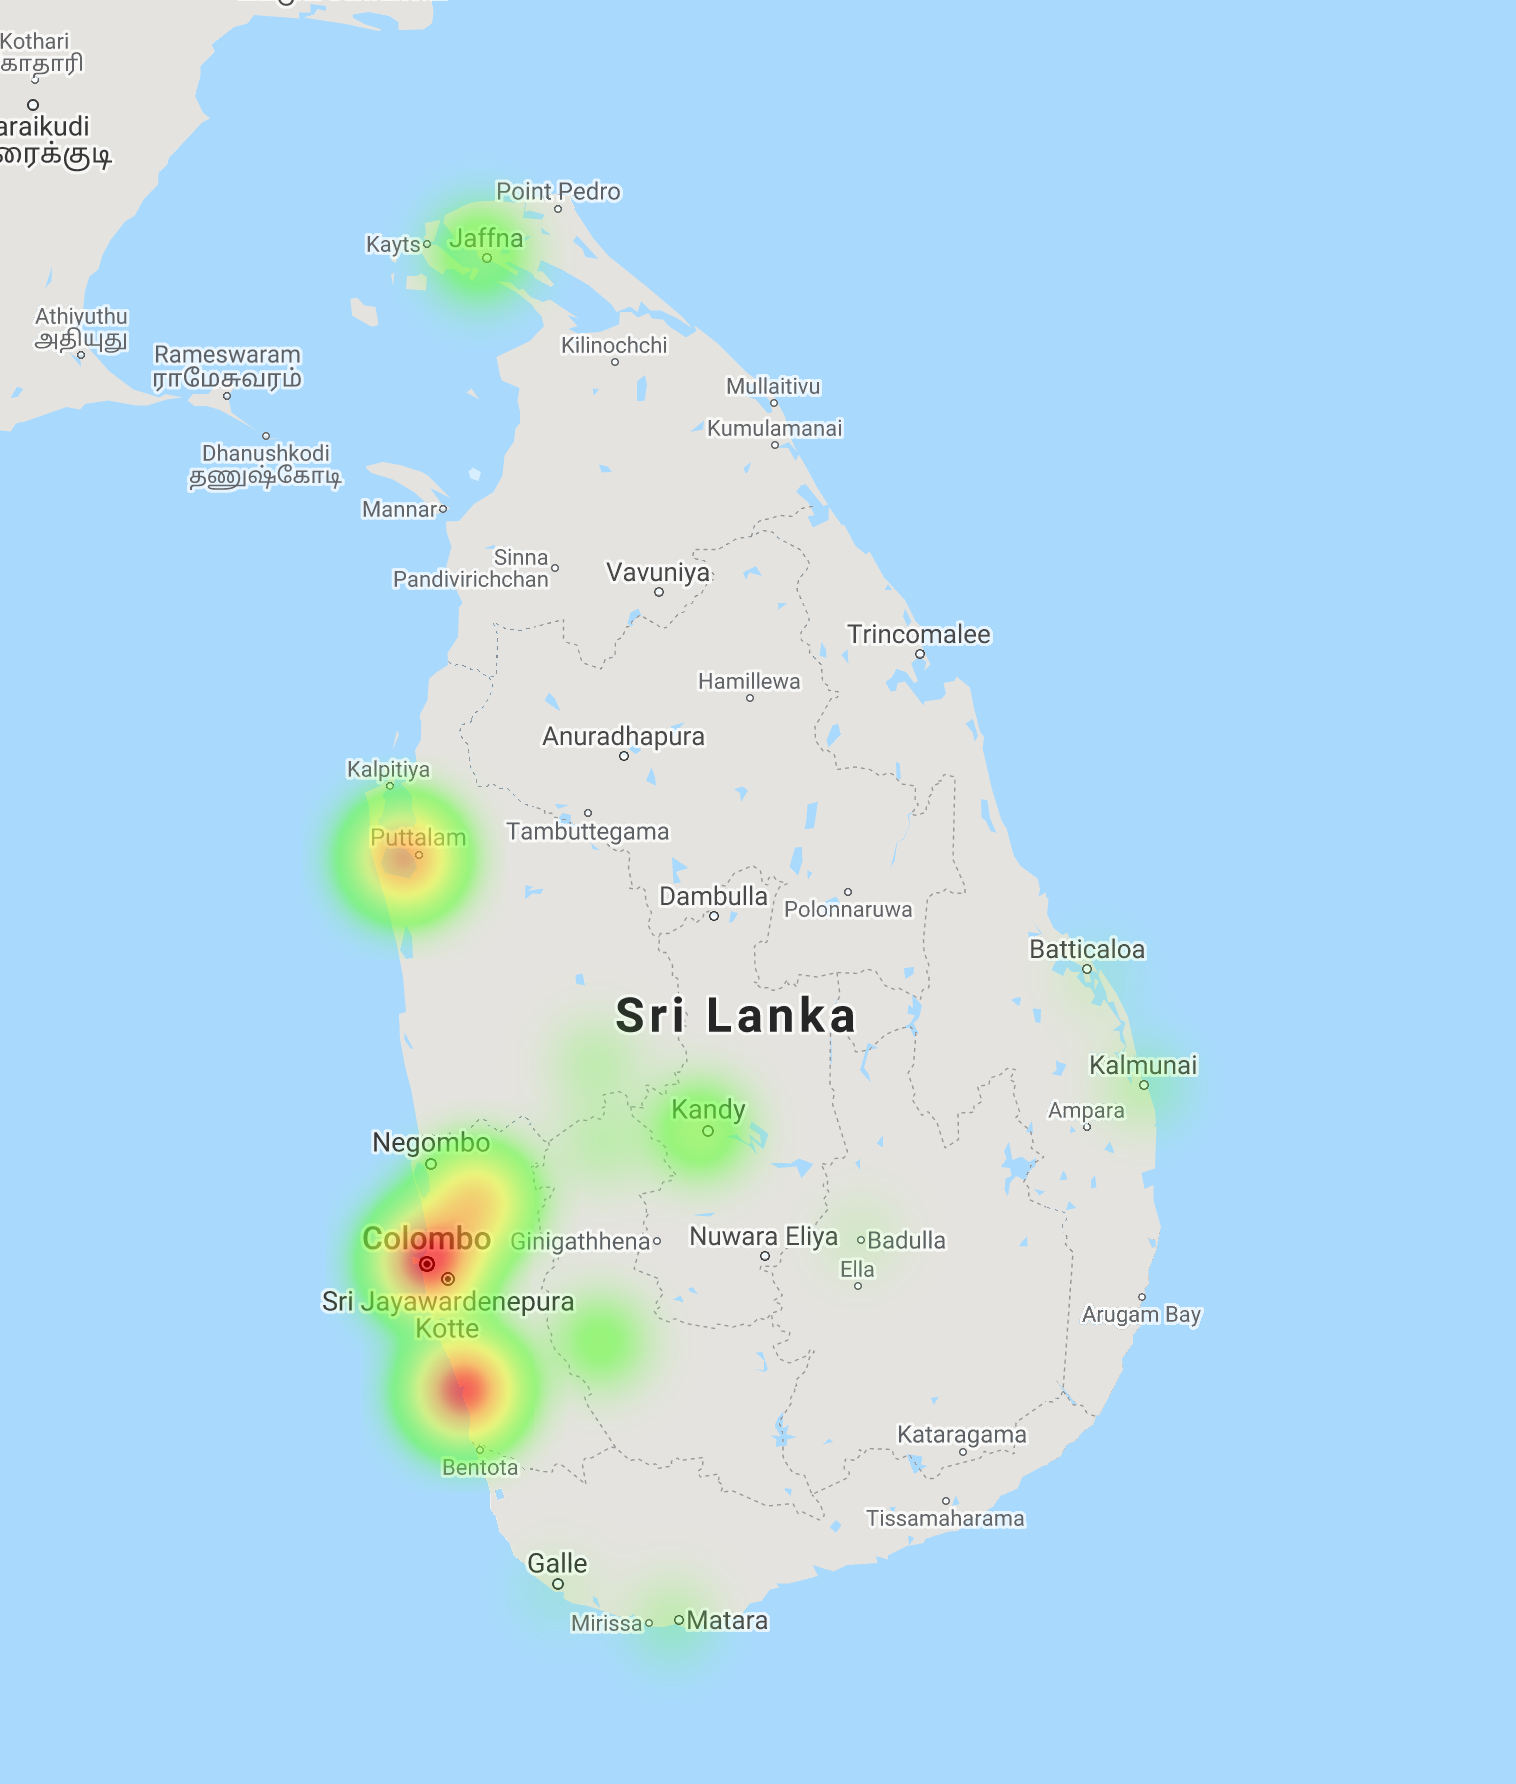 Kothari
காதாரி
araikudi
ரைக்குடி
Point Pedro
Kayts
Jaffna
Athiyuthu
அதியுது
Rameswaram
ராமேசுவரம்
Kilinochchi
Mullaitivu
Kumulamanai
Dhanushkodi
தணுஷ்கோடி
Mannar
Sinna
Pandivirichchan
Vavuniya
Trincomalee
Hamillewa
Anuradhapura
Kalpitiya
Puttalam
Tambuttegama
Dambulla
Polonnaruwa
Batticaloa
Sri Lanka
Kalmunai
Kandy
Ampara
Negombo
Colombo
Ginigathhena
Nuwara Eliya
Badulla
Ella
Sri Jayawardenepura
Kotte
Arugam Bay
Kataragama
Bentota
Tissamaharama
Galle
Mirissa
Matara